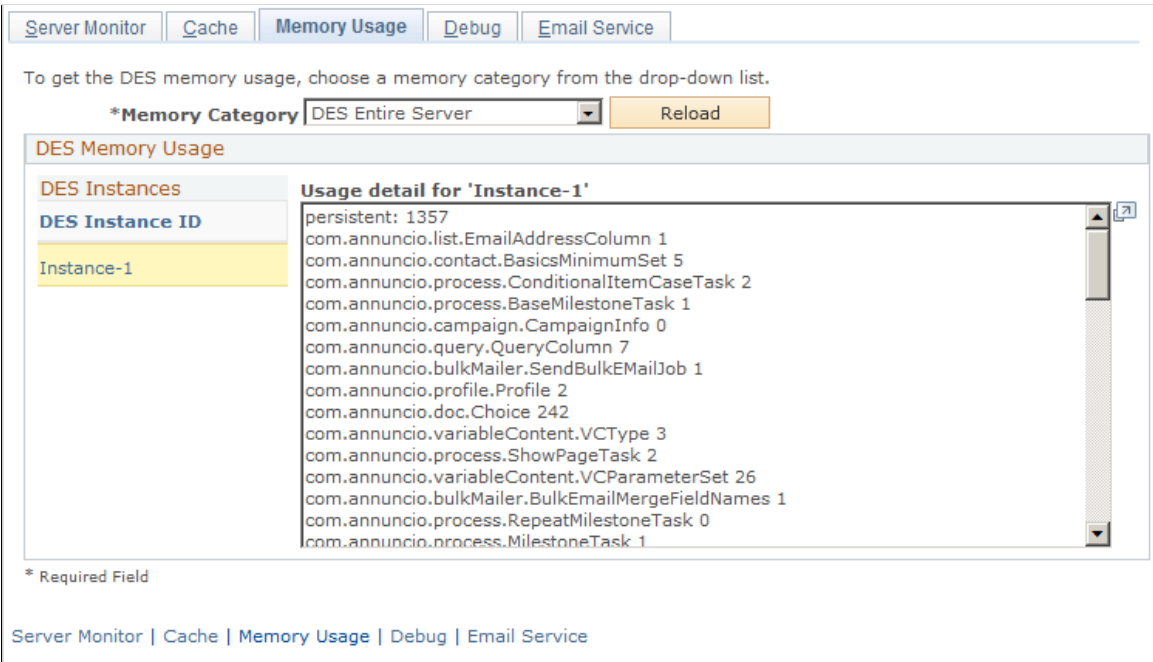 Server Monitor Cache Memory Usage Debug Email Service
To get the DES memory usage, choose a memory category from the drop-down list.
*Memory Category DES Entire Server Reload
DES Memory Usage
DES Instances
DES Instance ID
Instance-1
Usage detail for 'Instance-1'
persistent: 1357
com.annuncio.list.EmailAddressColumn 1
com.annuncio.contact.BasicsMinimumSet 5
com.annuncio.process.ConditionalItemCaseTask 2
com.annuncio.process.BaseMilestoneTask 1
com.annuncio.campaign.CampaignInfo 0
com.annuncio.query.QueryColumn 7
com.annuncio.bulkMailer.SendBulkEMailJob 1
com.annuncio.profile.Profile 2
com.annuncio.doc.Choice 242
com.annuncio.variableContent.VCType 3
com.annuncio.process.ShowPageTask 2
com.annuncio.variableContent.VCParameterSet 26
com.annuncio.bulkMailer.BulkEmailMergeFieldNames 1
com.annuncio.process.RepeatMilestoneTask 0
com.annuncio.process.MilestoneTask 1
* Required Field
Server Monitor | Cache | Memory Usage | Debug | Email Service